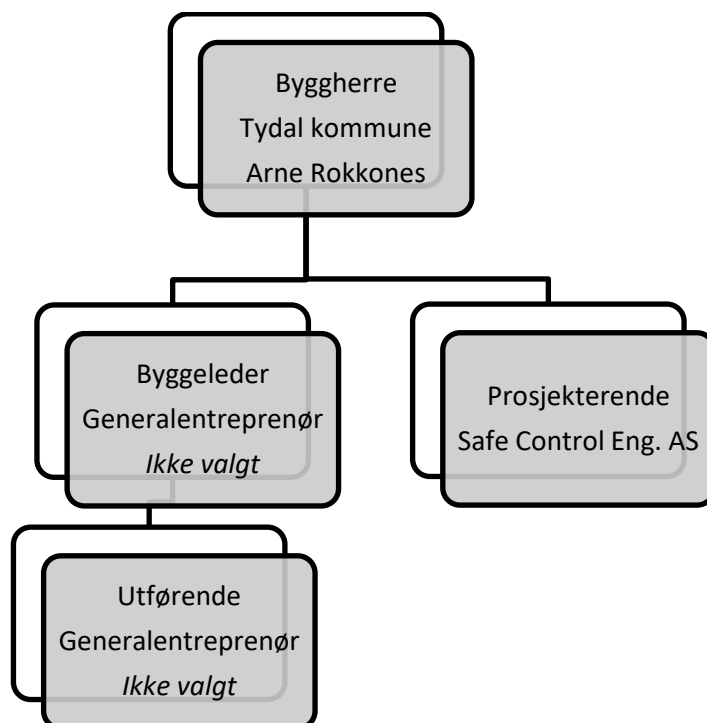 Byggherre
Tydal kommune
Arne Rokkones
Byggeleder
Generalentreprenør
Ikke valgt
Prosjekterende
Safe Control Eng. AS
Utførende
Generalentreprenør
Ikke valgt